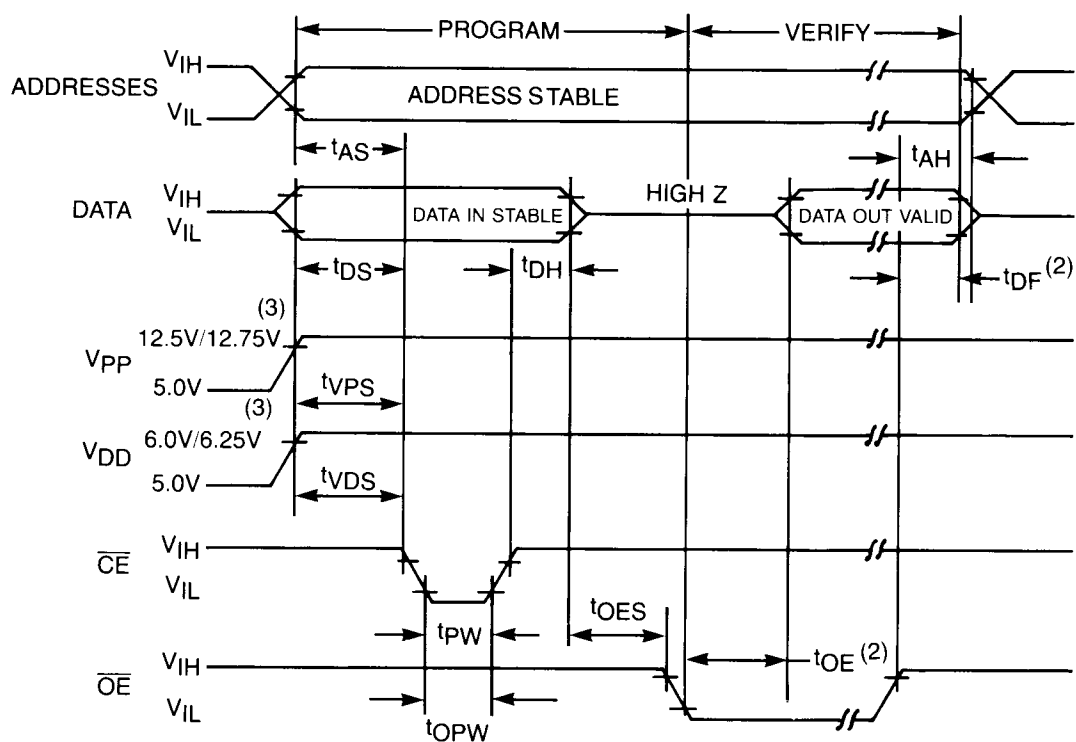 PROGRAM VERIFY
ADDRESSES
VIH
VIL
ADDRESS STABLE
tAS
tAH
DATA
VIH
VIL
DATA IN STABLE
HIGH Z
DATA OUT VALID
tDS
tDH
tDF (2)
VPP
(3)
12.5V/12.75V
5.0V
tVPS
VDD
(3)
6.0V/6.25V
5.0V
tVDS
CE
VIH
VIL
tPW
tOES
OE
VIH
VIL
tOE (2)
tOPW